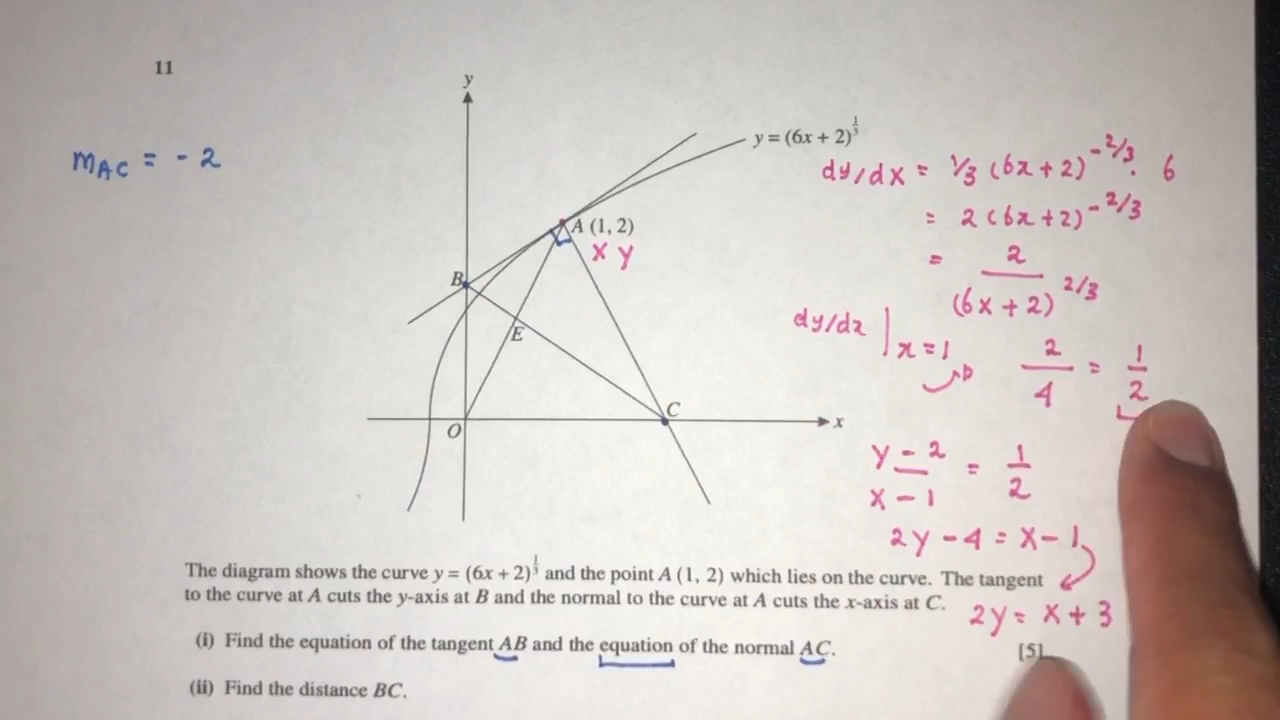 11
y
y = (6x + 2)^{1/3}
m_{AC} = - 2
dy/dx = 1/3 (6x + 2)^{-2/3} . 6
= 2 (6x + 2)^{-2/3}
A (1, 2)
x y
= 2 / (6x + 2)^{2/3}
B
dy/dx | x = 1
2/4 = 1/2
E
C
O
x
y - 2 / x - 1 = 1/2
2y - 4 = x - 1
The diagram shows the curve y = (6x + 2)^{1/3} and the point A (1, 2) which lies on the curve. The tangent
to the curve at A cuts the y-axis at B and the normal to the curve at A cuts the x-axis at C.
2y = x + 3
(i) Find the equation of the tangent AB and the equation of the normal AC.
[5]
(ii) Find the distance BC.